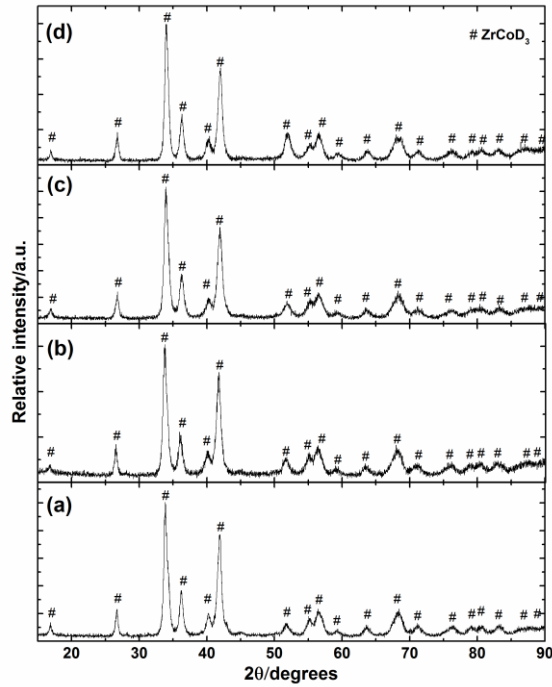 (d) # # # # # # # # # # # # # # # # # # #
# ZrCoD₃
(c) # # # # # # # # # # # # # # # # # # #
(b) # # # # # # # # # # # # # # # # # # #
(a) # # # # # # # # # # # # # # # # # # #
Relative intensity/a.u.
20 30 40 50 60 70 80 90
2θ/degrees